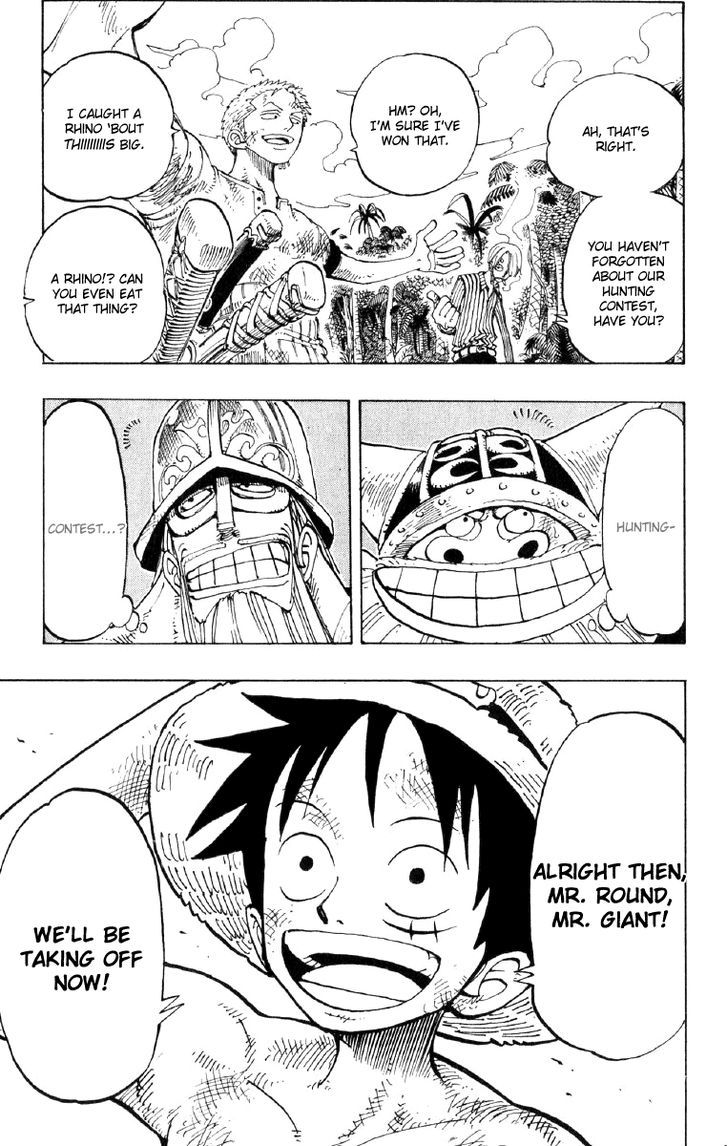 AH, THAT'S
RIGHT.
YOU HAVEN'T
FORGOTTEN
ABOUT OUR
HUNTING
CONTEST,
HAVE YOU?
HM? OH,
I'M SURE I'VE
WON THAT.
I CAUGHT A
RHINO 'BOUT
THIIIIIIIIS BIG.
A RHINO!? CAN
YOU EVEN EAT
THAT THING?
HUNTING-
CONTEST...?
ALRIGHT THEN,
MR. ROUND,
MR. GIANT!
WE'LL BE
TAKING OFF
NOW!